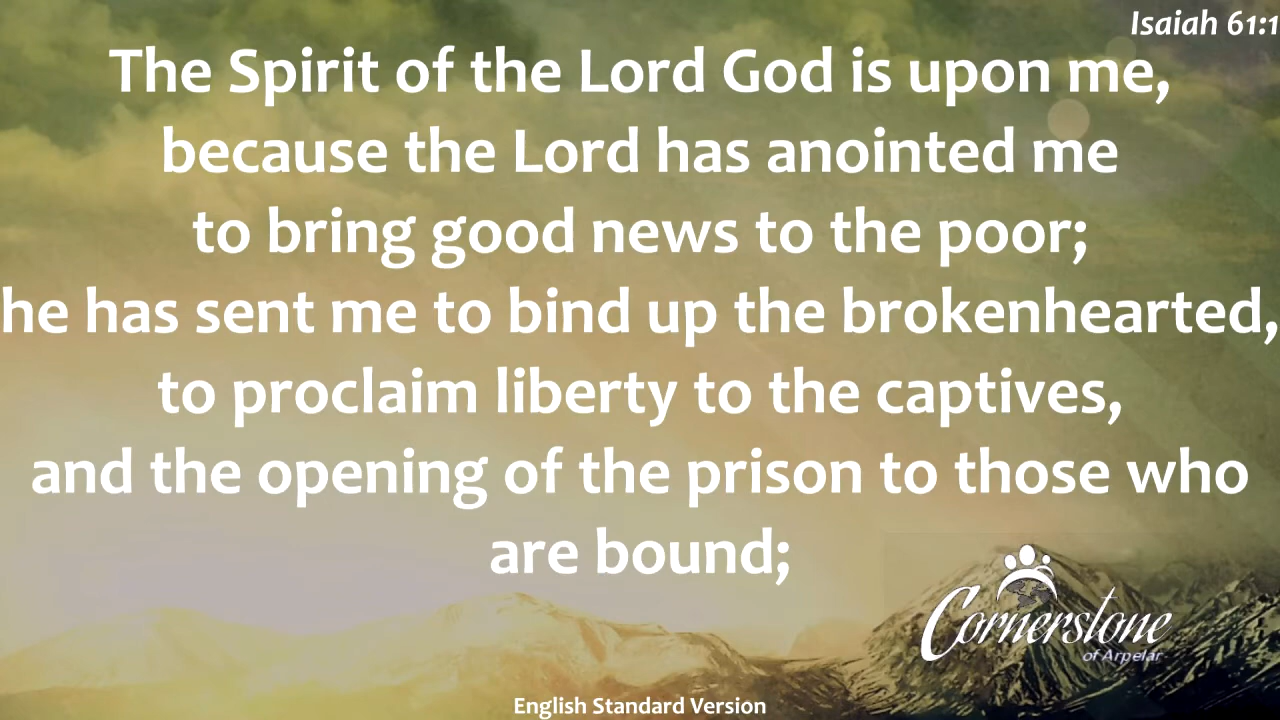 Isaiah 61:1
The Spirit of the Lord God is upon me,
because the Lord has anointed me
to bring good news to the poor;
he has sent me to bind up the brokenhearted,
to proclaim liberty to the captives,
and the opening of the prison to those who
are bound;
Cornerstone
of Arpelar
English Standard Version